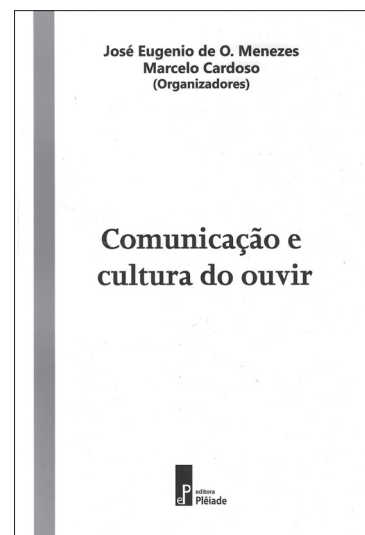 José Eugenio de O. Menezes
Marcelo Cardoso
(Organizadores)
Comunicação e
cultura do ouvir
eP
editora
Plêiade